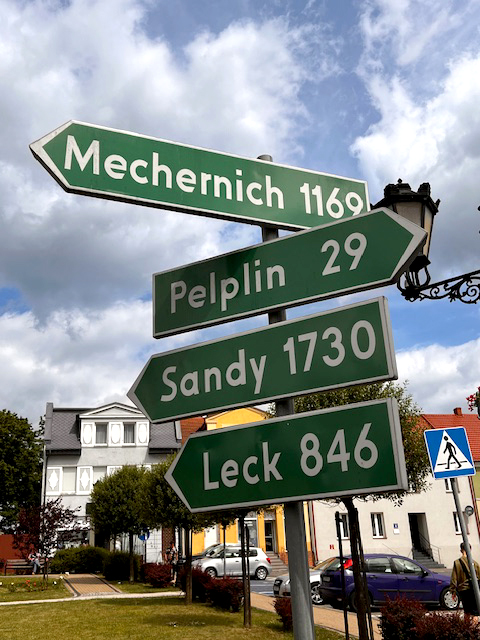 Mechernich 1169
Pelplin 29
Sandy 1730
Leck 846